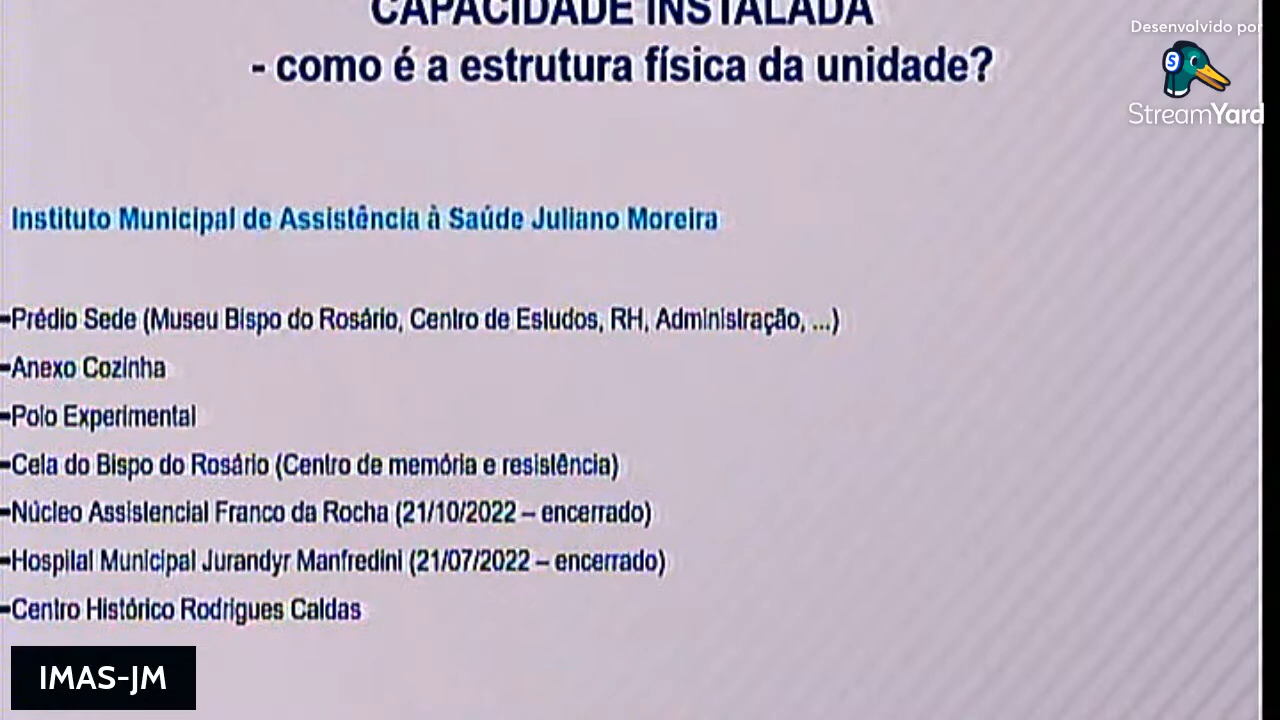 CAPACIDADE INSTALADA
- como é a estrutura física da unidade?
Desenvolvido por
StreamYard
Instituto Municipal de Assistência à Saúde Juliano Moreira
-Prédio Sede (Museu Bispo do Rosário, Centro de Estudos, RH, Administração, ...)
-Anexo Cozinha
-Polo Experimental
-Cela do Bispo do Rosário (Centro de memória e resistência)
-Núcleo Assistencial Franco da Rocha (21/10/2022 – encerrado)
-Hospital Municipal Jurandyr Manfredini (21/07/2022 – encerrado)
-Centro Histórico Rodrigues Caldas
IMAS-JM